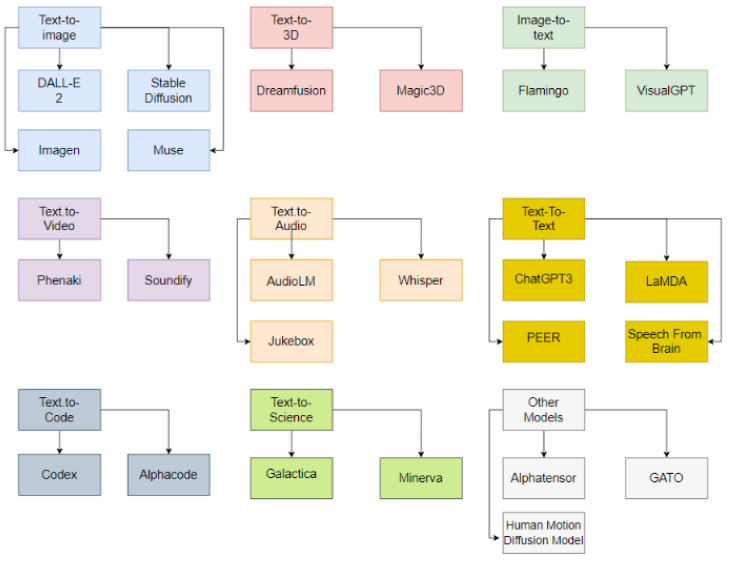 Text-to-
image
DALL-E
2
Stable
Diffusion
Imagen
Muse
Text-to-
3D
Dreamfusion
Magic3D
Image-to-
text
Flamingo
VisualGPT
Text.to-
Video
Phenaki
Soundify
Text.to-
Audio
AudioLM
Whisper
Jukebox
Text-To-
Text
ChatGPT3
LaMDA
PEER
Speech From
Brain
Text.to-
Code
Codex
Alphacode
Text-to-
Science
Galactica
Minerva
Other
Models
Alphatensor
GATO
Human Motion
Diffusion Model